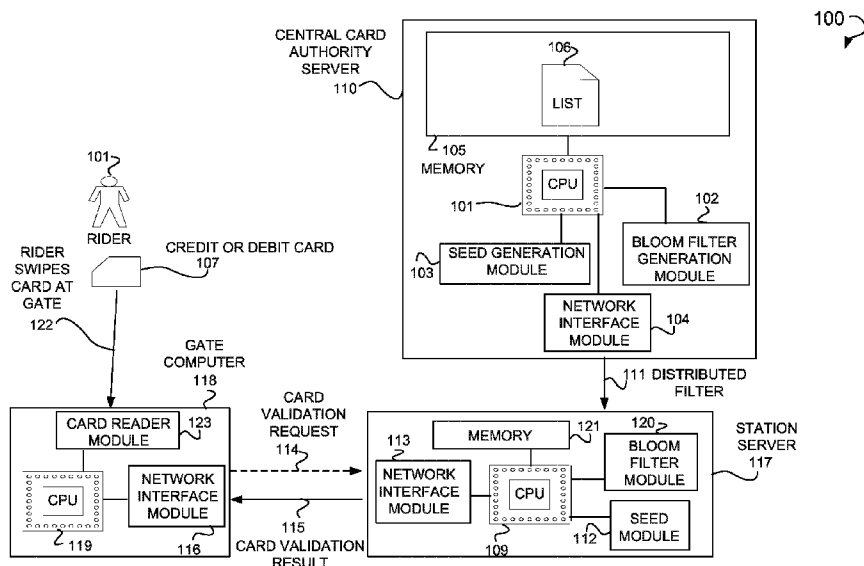 100
CENTRAL CARD
AUTHORITY
SERVER
110
106
LIST
105
MEMORY
CPU
101
102
BLOOM FILTER
GENERATION
MODULE
SEED GENERATION
MODULE
103
NETWORK
INTERFACE
MODULE
104
101
RIDER
CREDIT OR DEBIT CARD
107
RIDER
SWIPES
CARD AT
GATE
122
GATE
COMPUTER
118
111 DISTRIBUTED
FILTER
CARD READER
MODULE
123
CPU
119
NETWORK
INTERFACE
MODULE
116
CARD
VALIDATION
REQUEST
114
115
CARD VALIDATION
RESULT
113
NETWORK
INTERFACE
MODULE
MEMORY
121
CPU
109
120
BLOOM
FILTER
MODULE
SEED
MODULE
112
STATION
SERVER
117